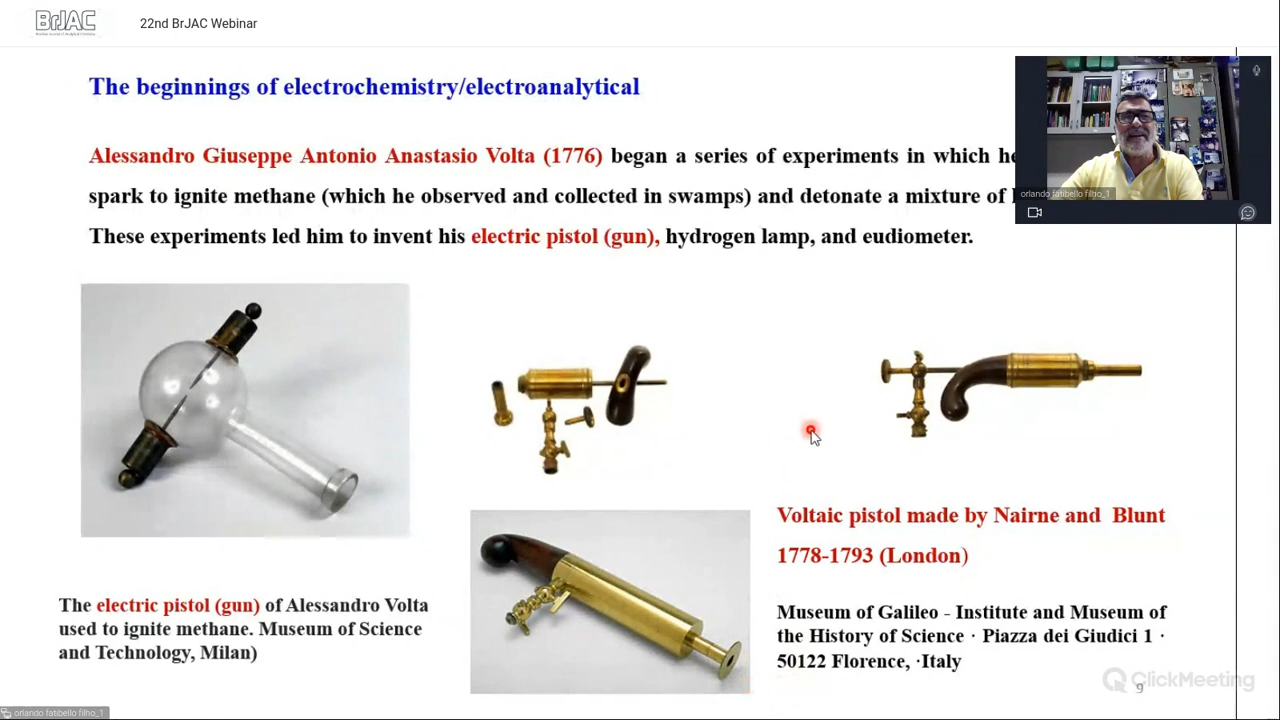 BrJAC
22nd BrJAC Webinar
The beginnings of electrochemistry/electroanalytical
Alessandro Giuseppe Antonio Anastasio Volta (1776) began a series of experiments in which he
spark to ignite methane (which he observed and collected in swamps) and detonate a mixture of
These experiments led him to invent his electric pistol (gun), hydrogen lamp, and eudiometer.
orlando fatibello filho_1
Voltaic pistol made by Nairne and Blunt
1778-1793 (London)
The electric pistol (gun) of Alessandro Volta
used to ignite methane. Museum of Science
and Technology, Milan)
Museum of Galileo - Institute and Museum of
the History of Science · Piazza dei Giudici 1 ·
50122 Florence, ·Italy
ClickMeeting
9
orlando fatibello filho_1